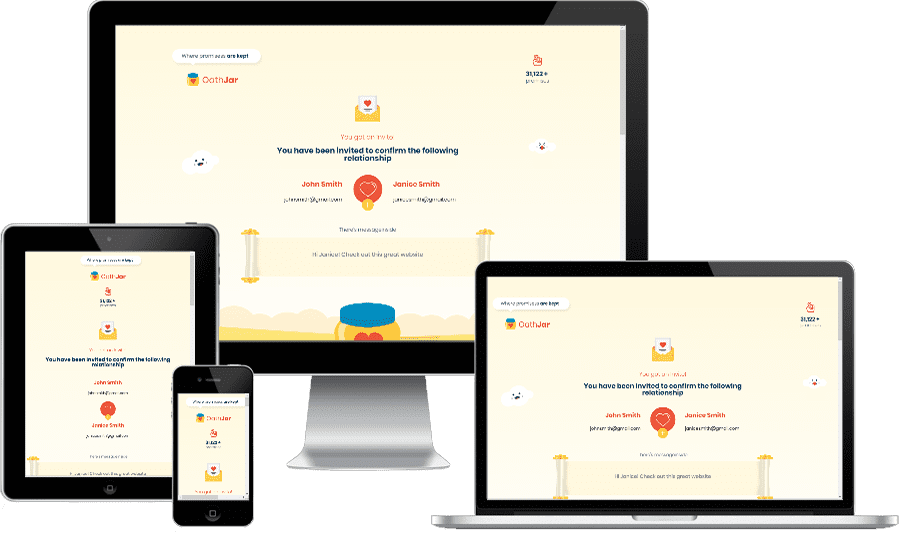 Where promises are kept
OathJar
31,122 +
promises
You got an invite!
You have been invited to confirm the following
relationship
John Smith
Janice Smith
johnsmith@gmail.com
janicesmith@gmail.com
There's message inside
Hi Janice! Check out this great website
Where promises are kept
OathJar
31,122 +
You have been invited to confirm the following
relationship
John Smith
johnsmith@gmail.com
Janice Smith
janicesmith@gmail.com
There's message inside
Hi Janice! Check out this great website
Where promises are kept
OathJar
31,122 +
You got an invite!
Where promises are kept
OathJar
31,122 +
You got an invite!
You have been invited to confirm the following
relationship
John Smith
Janice Smith
johnsmith@gmail.com
janicesmith@gmail.com
There's message inside
Hi Janice! Check out this great website